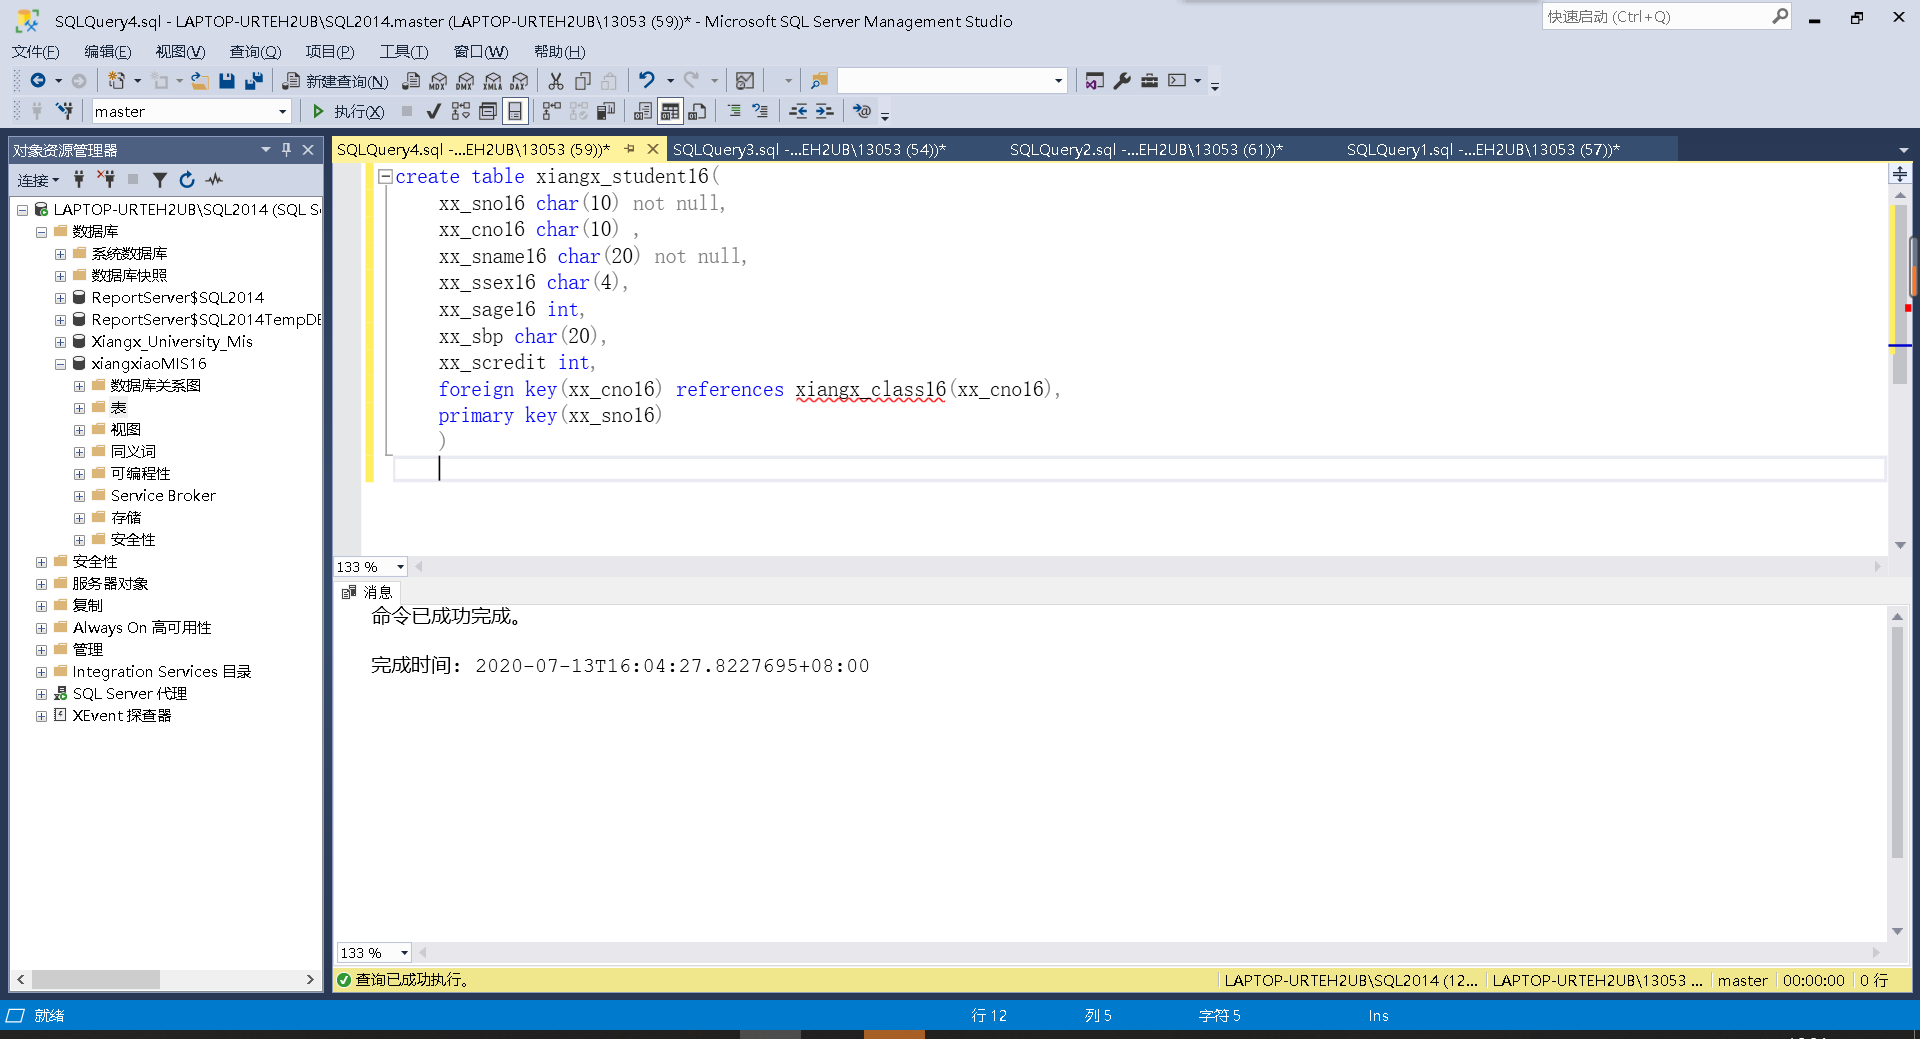 SQLQuery4.sql - LAPTOP-URTEH2UB\SQL2014.master (LAPTOP-URTEH2UB\13053 (59))* - Microsoft SQL Server Management Studio
快速启动 (Ctrl+Q)
文件(F) 编辑(E) 视图(V) 查询(Q) 项目(P) 工具(T) 窗口(W) 帮助(H)
新建查询(N) MDX DMX XMLA DAX
master 执行(X)
对象资源管理器
SQLQuery4.sql -...EH2UB\13053 (59))* SQLQuery3.sql -...EH2UB\13053 (54))* SQLQuery2.sql -...EH2UB\13053 (61))* SQLQuery1.sql -...EH2UB\13053 (57))*
连接
LAPTOP-URTEH2UB\SQL2014 (SQL S
数据库
系统数据库
数据库快照
ReportServer$SQL2014
ReportServer$SQL2014TempDB
Xiangx_University_Mis
xiangxiaoMIS16
数据库关系图
表
视图
同义词
可编程性
Service Broker
存储
安全性
安全性
服务器对象
复制
Always On 高可用性
管理
Integration Services 目录
SQL Server 代理
XEvent 探查器
create table xiangx_student16(
xx_sno16 char(10) not null,
xx_cno16 char(10) ,
xx_sname16 char(20) not null,
xx_ssex16 char(4),
xx_sage16 int,
xx_sbp char(20),
xx_scredit int,
foreign key(xx_cno16) references xiangx_class16(xx_cno16),
primary key(xx_sno16)
)
133 %
消息
命令已成功完成。
完成时间: 2020-07-13T16:04:27.8227695+08:00
133 %
查询已成功执行。 LAPTOP-URTEH2UB\SQL2014 (12... LAPTOP-URTEH2UB\13053 ... master 00:00:00 0 行
就绪 行 12 列 5 字符 5 Ins